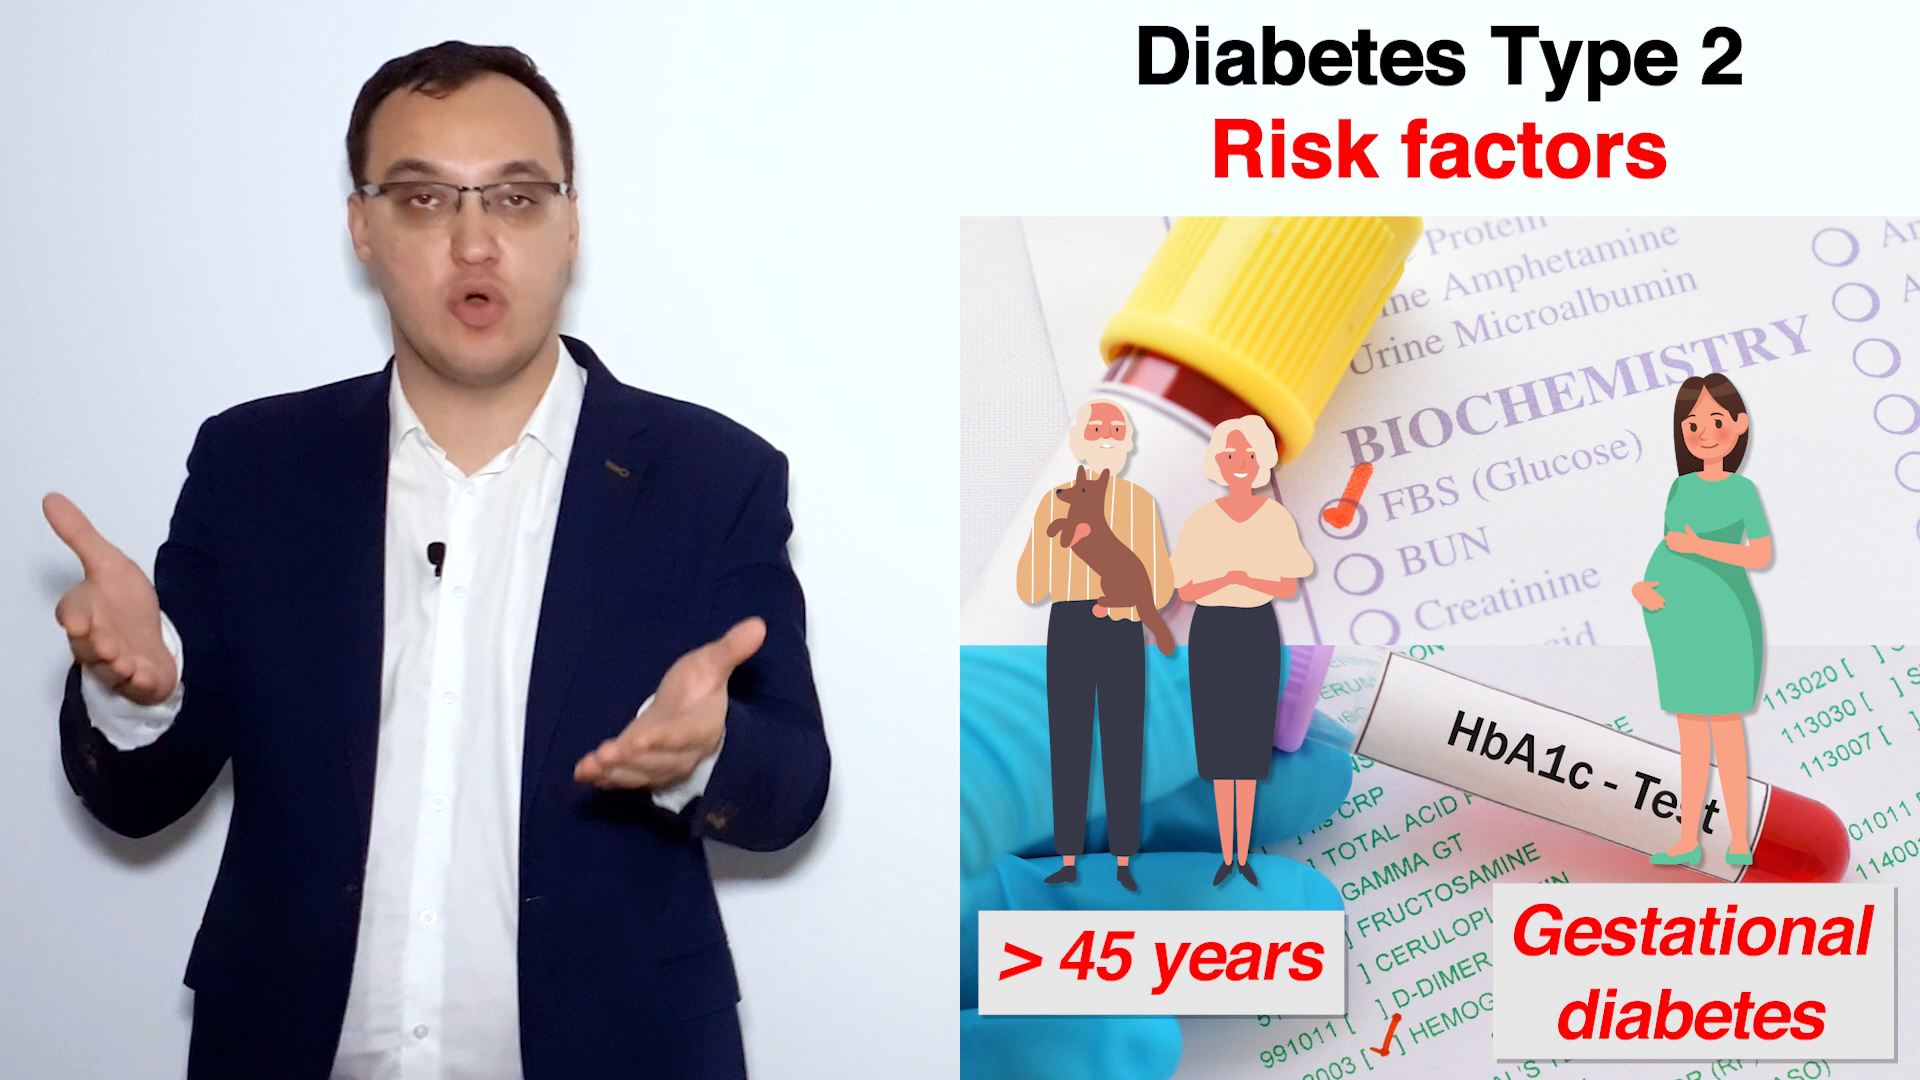 Diabetes Type 2
Risk factors
Protein
Amphetamine
Urine Microalbumin
BIOCHEMISTRY
FBS (Glucose)
BUN
Creatinine
HbA1c - Test
113020 [
113030 [ ]
113007 [
CRP
] TOTAL ACID
GAMMA GT
] FRUCTOSAMINE
] D-DIMER
991011 [
> 45 years
Gestational
diabetes